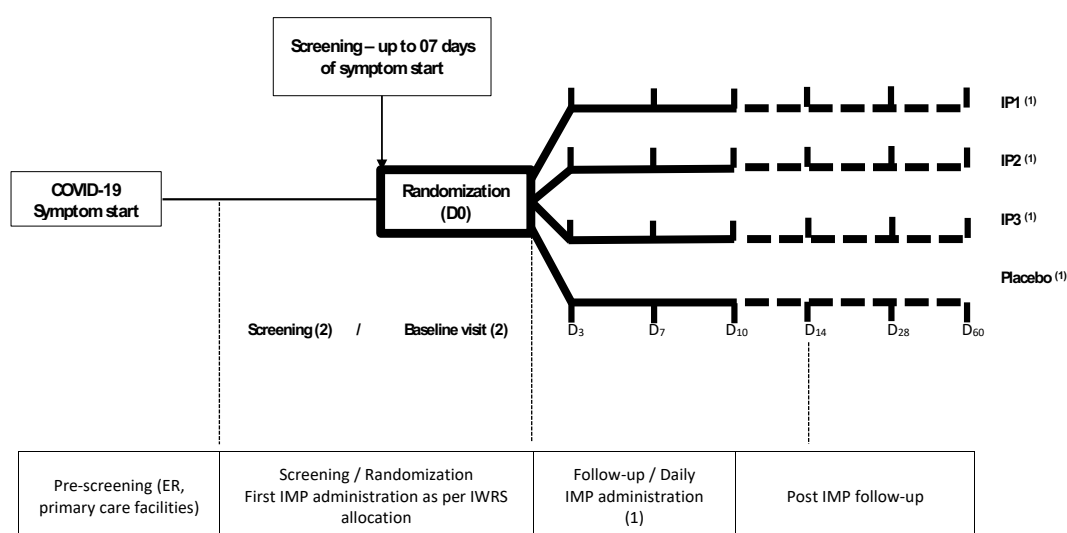 Screening – up to 07 days
of symptom start
COVID-19
Symptom start
Randomization
(D0)
IP1 (1)
IP2 (1)
IP3 (1)
Placebo (1)
Screening (2) / Baseline visit (2)
D3 D7 D10 D14 D28 D60
Pre-screening (ER,
primary care facilities)
Screening / Randomization
First IMP administration as per IWRS
allocation
Follow-up / Daily
IMP administration
(1)
Post IMP follow-up